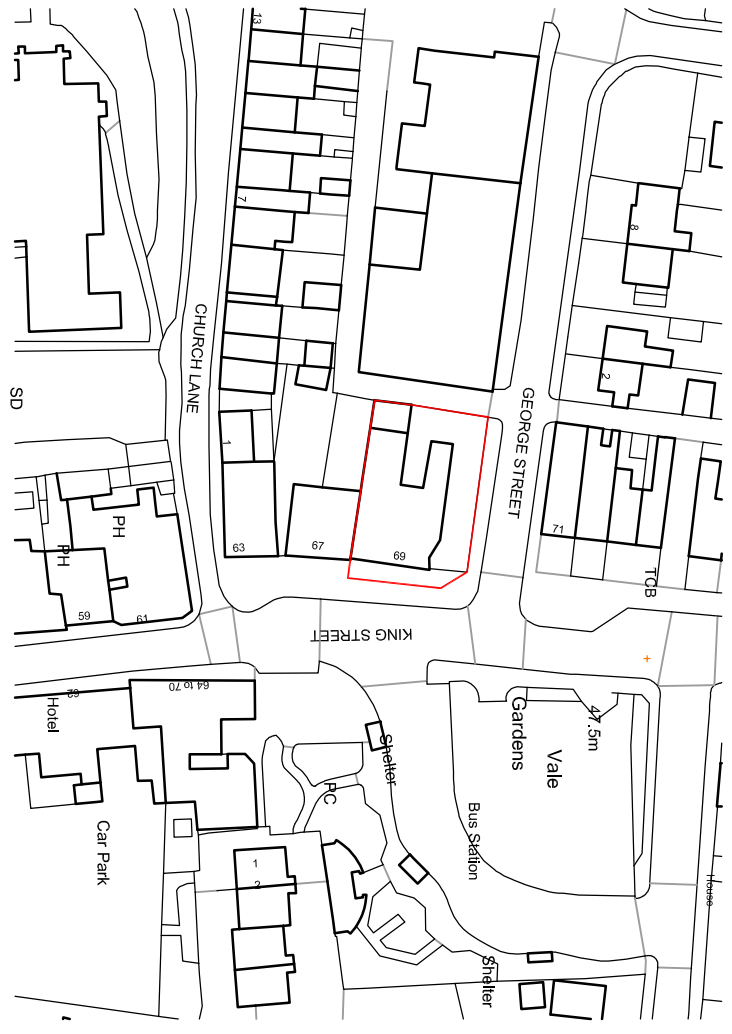 13
7
8
CHURCH LANE
2
SD
GEORGE STREET
1
71
PH
PH
63
67
69
TCB
59
61
KING STREET
62
64 to 70
Hotel
47.5m
Vale
Gardens
Shelter
PC
Bus Station
Car Park
1
2
House
Shelter